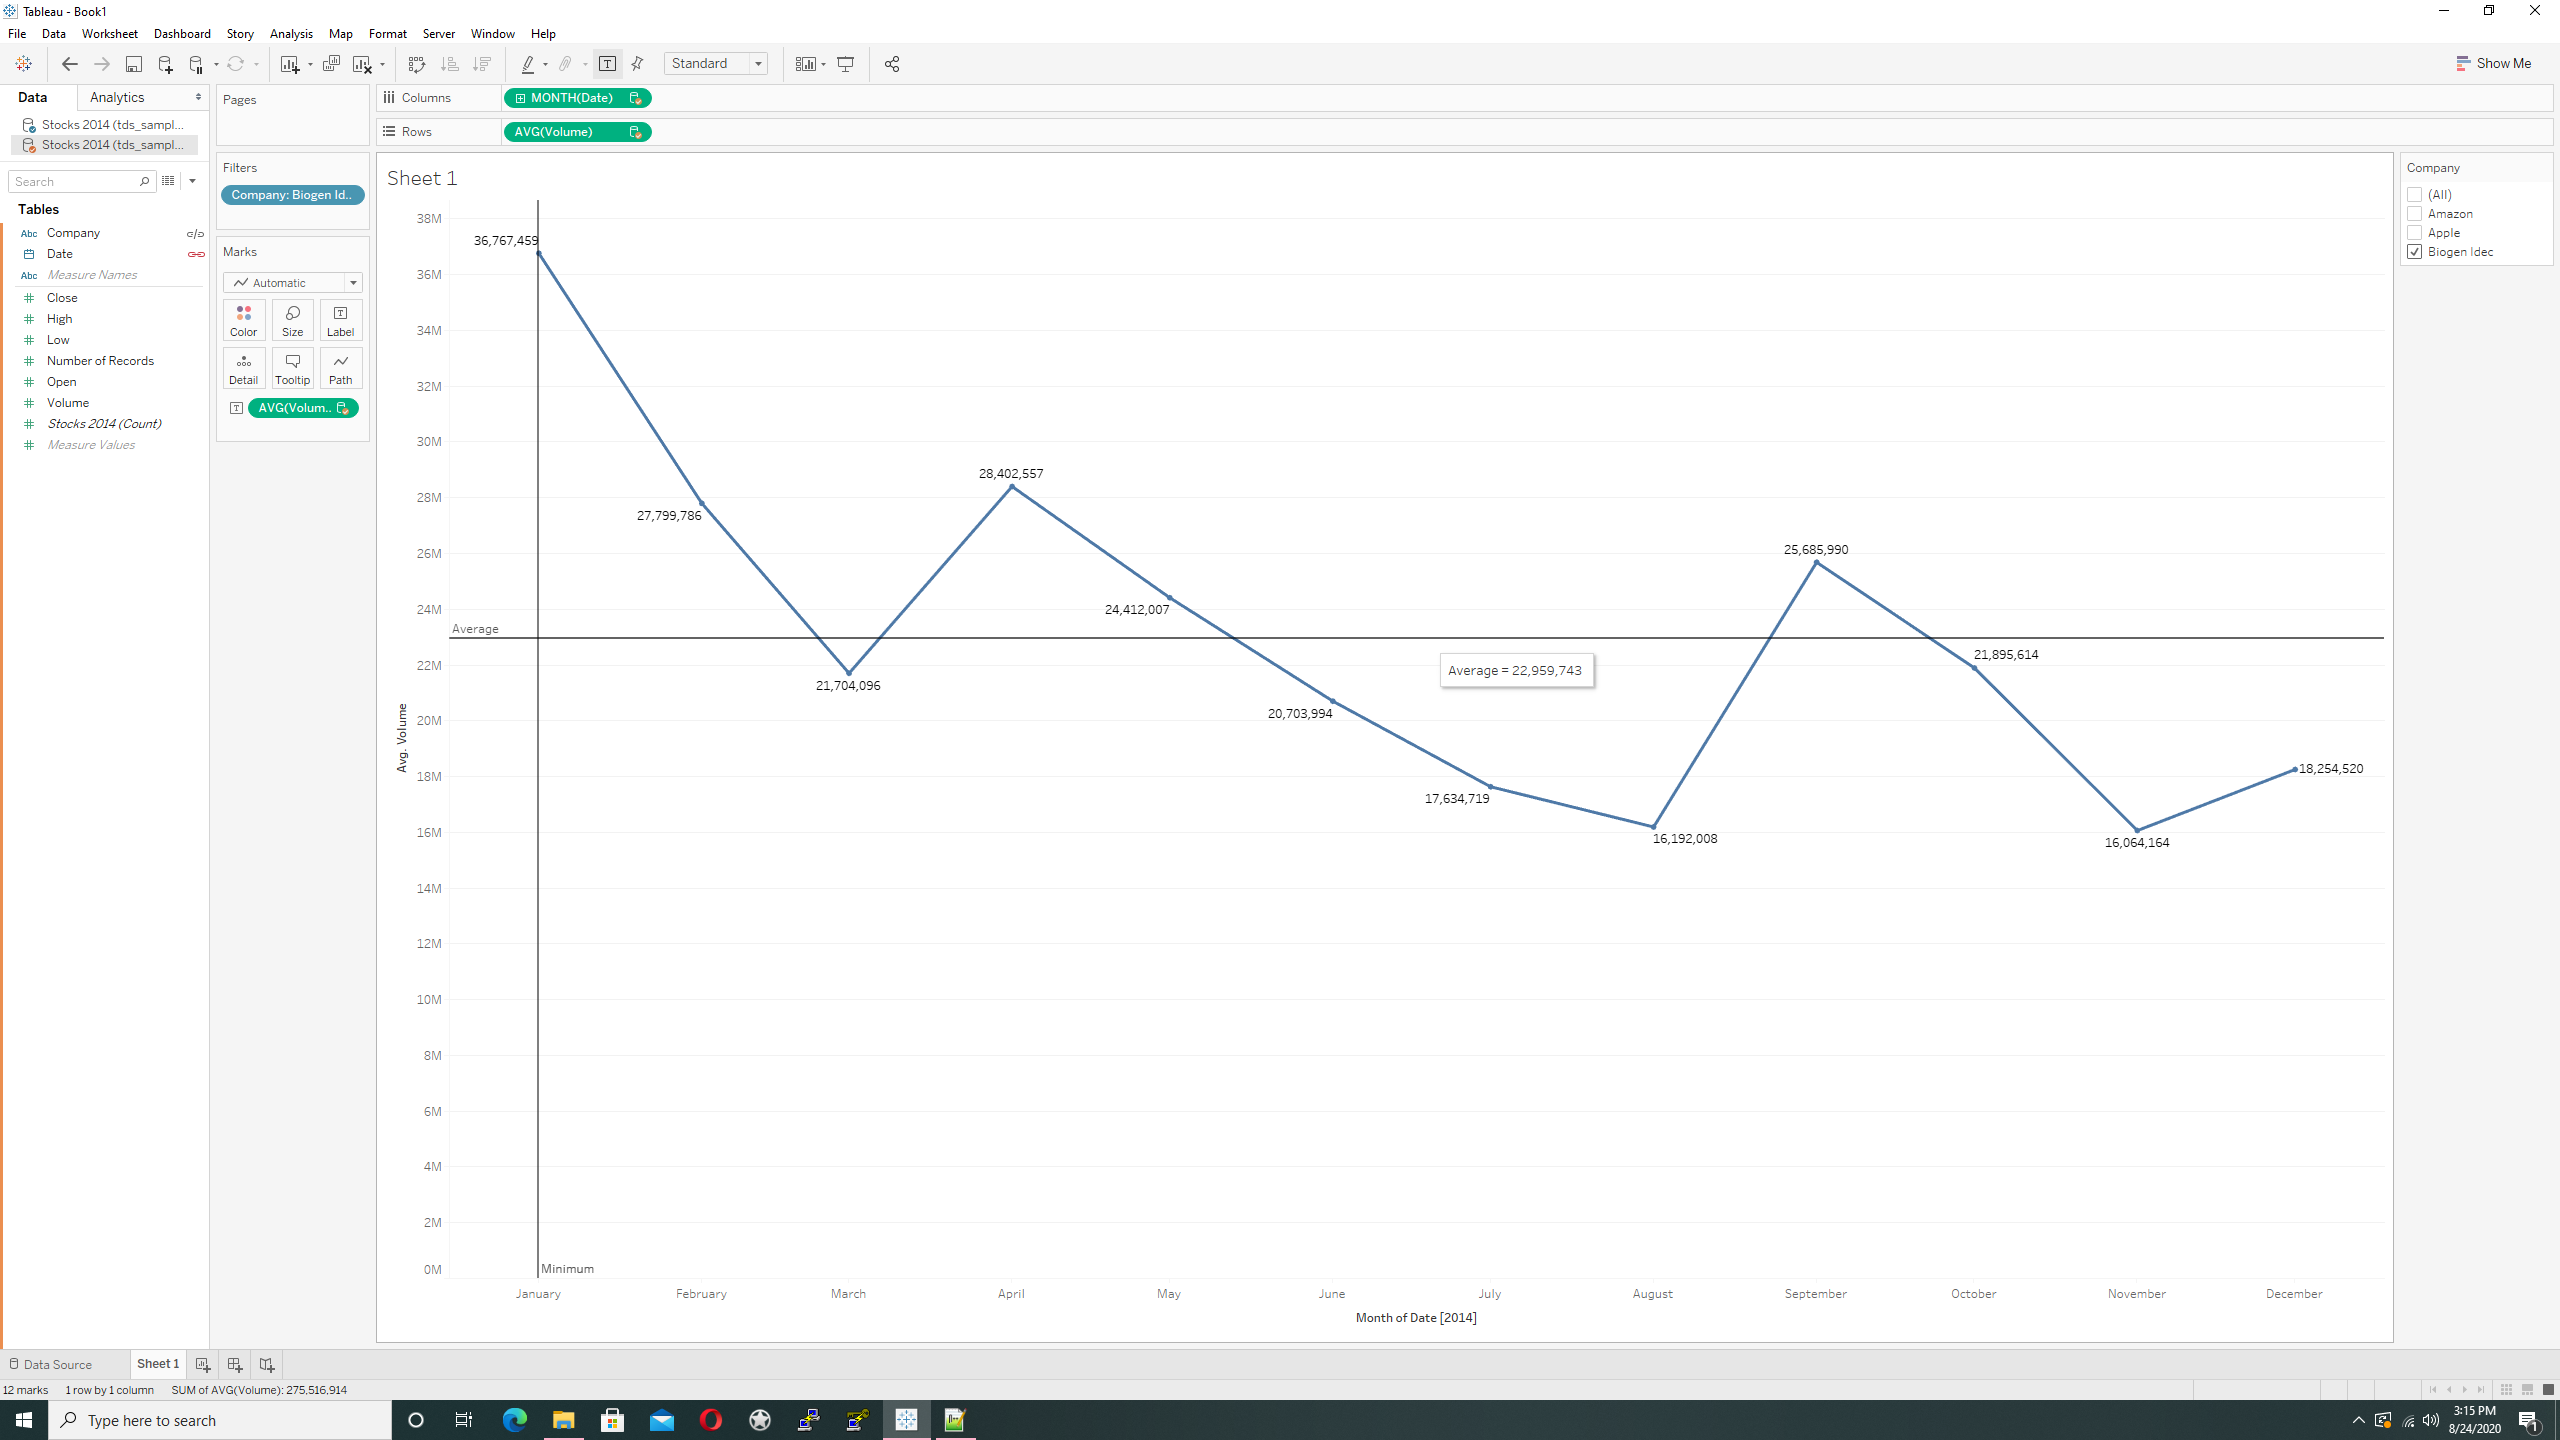 Tableau - Book1
File Data Worksheet Dashboard Story Analysis Map Format Server Window Help
Standard
Show Me
Data Analytics
Stocks 2014 (tds_sampl...
Stocks 2014 (tds_sampl...
Search
Tables
Abc Company
Date
Abc Measure Names
Close
High
Low
Number of Records
Open
Volume
Stocks 2014 (Count)
Measure Values
Pages
Filters
Company: Biogen Id..
Marks
Automatic
Color Size Label
Detail Tooltip Path
AVG(Volum..
Columns MONTH(Date)
Rows AVG(Volume)
Sheet 1
38M
36M
34M
32M
30M
28M
26M
24M
22M
20M
18M
16M
14M
12M
10M
8M
6M
4M
2M
0M
Avg. Volume
36,767,459
27,799,786
21,704,096
28,402,557
24,412,007
20,703,994
17,634,719
16,192,008
25,685,990
21,895,614
16,064,164
18,254,520
Average
Average = 22,959,743
Minimum
January February March April May June July August September October November December
Month of Date [2014]
Company
(All)
Amazon
Apple
Biogen Idec
Data Source Sheet 1
12 marks 1 row by 1 column SUM of AVG(Volume): 275,516,914
Type here to search
3:15 PM
8/24/2020
1